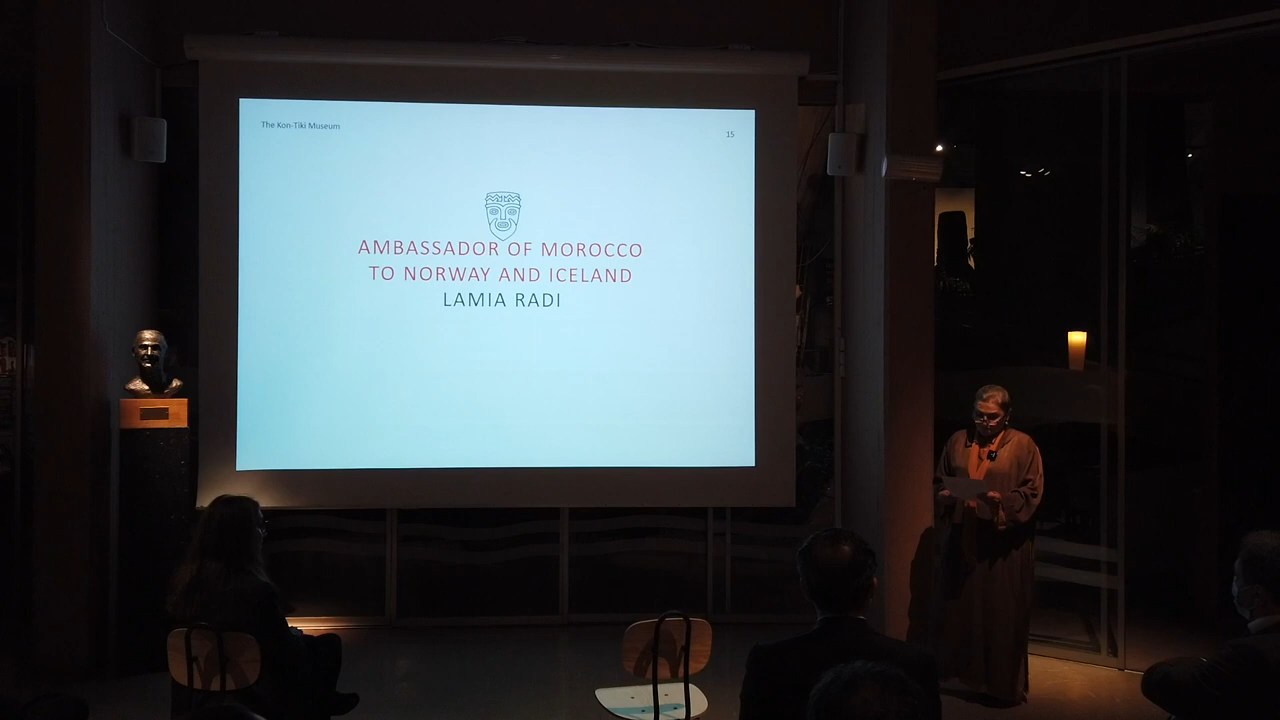 The Kon-Tiki Museum
15
AMBASSADOR OF MOROCCO
TO NORWAY AND ICELAND
LAMIA RADI